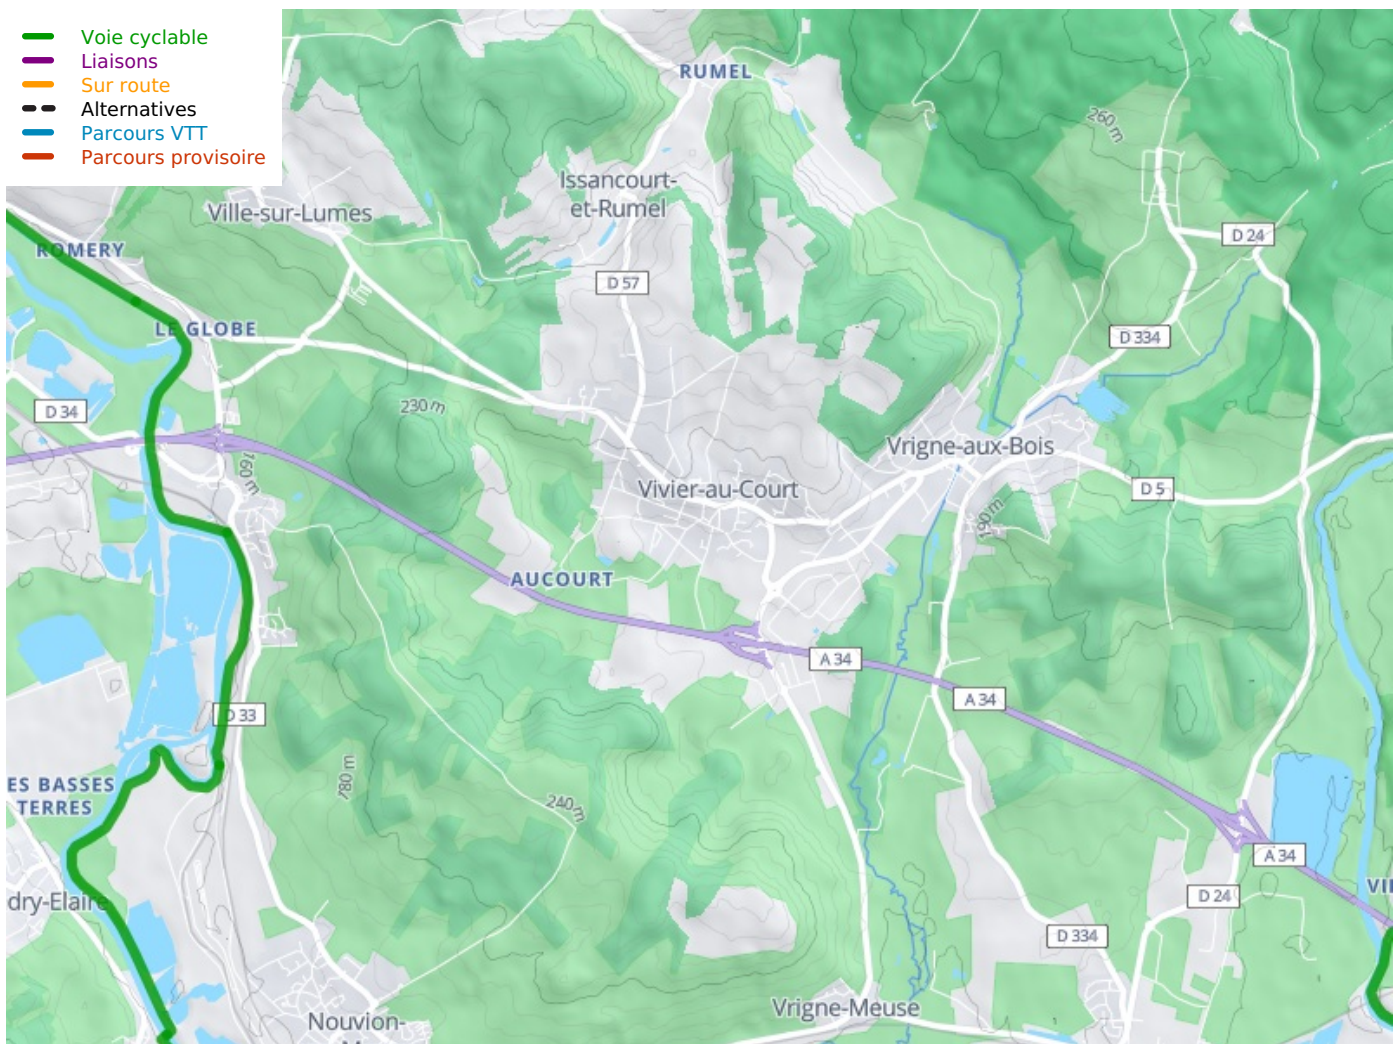 Voie cyclable
Liaisons
Sur route
Alternatives
Parcours VTT
Parcours provisoire
RUMEL
260 m
Issancourt-
et-Rumel
Ville-sur-Lumes
ROMERY
D 24
D 57
LE GLOBE
D 334
230 m
D 34
Vrigne-aux-Bois
160 m
Vivier-au-Court
D 5
190 m
AUCOURT
A 34
A 34
D 33
ES BASSES
TERRES
180 m
240 m
A 34
VIE
D 24
dry-Elaire
D 334
Vrigne-Meuse
Nouvion-